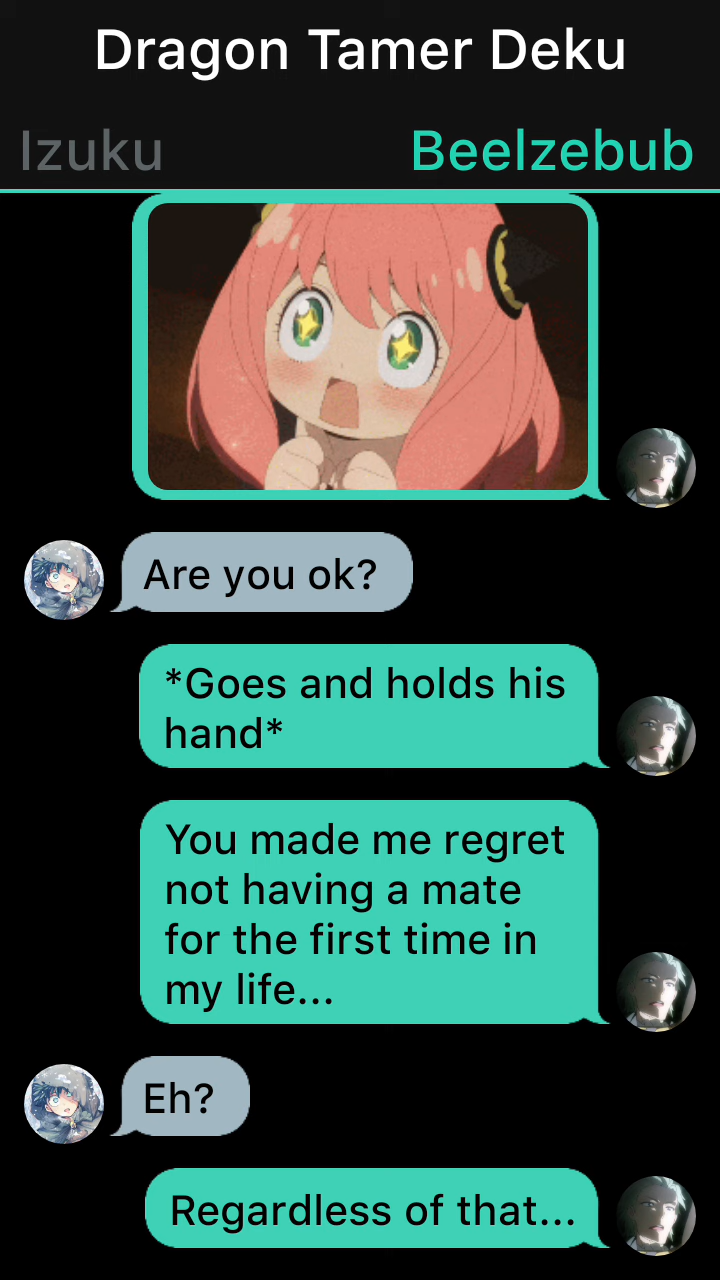 Dragon Tamer Deku
Izuku
Beelzebub
Are you ok?
*Goes and holds his
hand*
You made me regret
not having a mate
for the first time in
my life...
Eh?
Regardless of that...